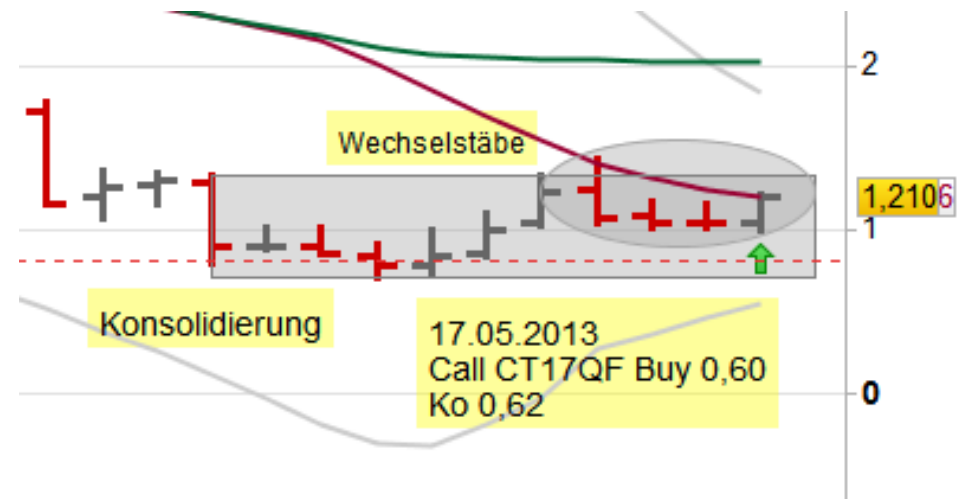 2
Wechselstäbe
1,2106
1
Konsolidierung
17.05.2013
Call CT17QF Buy 0,60
Ko 0,62
0